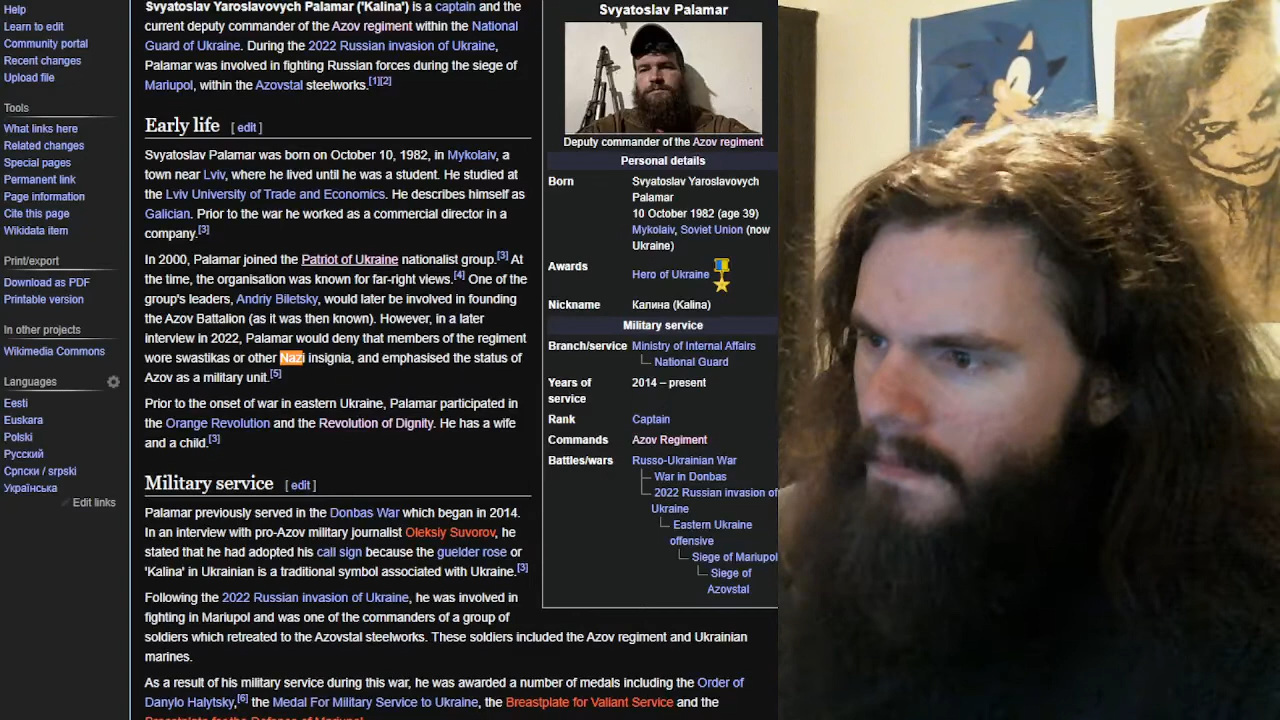 Help
Learn to edit
Community portal
Recent changes
Upload file
Tools
What links here
Related changes
Special pages
Permanent link
Page information
Cite this page
Wikidata item
Print/export
Download as PDF
Printable version
In other projects
Wikimedia Commons
Languages
Eesti
Euskara
Polski
Русский
Српски / srpski
Українська
Edit links
Svyatoslav Yaroslavovych Palamar ('Kalina') is a captain and the
current deputy commander of the Azov regiment within the National
Guard of Ukraine. During the 2022 Russian invasion of Ukraine,
Palamar was involved in fighting Russian forces during the siege of
Mariupol, within the Azovstal steelworks.[1][2]
Early life [ edit ]
Svyatoslav Palamar was born on October 10, 1982, in Mykolaiv, a
town near Lviv, where he lived until he was a student. He studied at
the Lviv University of Trade and Economics. He describes himself as
Galician. Prior to the war he worked as a commercial director in a
company.[3]
In 2000, Palamar joined the Patriot of Ukraine nationalist group.[3] At
the time, the organisation was known for far-right views.[4] One of the
group's leaders, Andriy Biletsky, would later be involved in founding
the Azov Battalion (as it was then known). However, in a later
interview in 2022, Palamar would deny that members of the regiment
wore swastikas or other Nazi insignia, and emphasised the status of
Azov as a military unit.[5]
Prior to the onset of war in eastern Ukraine, Palamar participated in
the Orange Revolution and the Revolution of Dignity. He has a wife
and a child.[3]
Military service [ edit ]
Palamar previously served in the Donbas War which began in 2014.
In an interview with pro-Azov military journalist Oleksiy Suvorov, he
stated that he had adopted his call sign because the guelder rose or
'Kalina' in Ukrainian is a traditional symbol associated with Ukraine.[3]
Following the 2022 Russian invasion of Ukraine, he was involved in
fighting in Mariupol and was one of the commanders of a group of
soldiers which retreated to the Azovstal steelworks. These soldiers included the Azov regiment and Ukrainian
marines.
As a result of his military service during this war, he was awarded a number of medals including the Order of
Danylo Halytsky,[6] the Medal For Military Service to Ukraine, the Breastplate for Valiant Service and the
Breastplate for the Defence of Mariupol
Svyatoslav Palamar
Deputy commander of the Azov regiment
Personal details
Born Svyatoslav Yaroslavovych
Palamar
10 October 1982 (age 39)
Mykolaiv, Soviet Union (now
Ukraine)
Awards Hero of Ukraine
Nickname Калина (Kalina)
Military service
Branch/service Ministry of Internal Affairs
National Guard
Years of 2014 – present
service
Rank Captain
Commands Azov Regiment
Battles/wars Russo-Ukrainian War
War in Donbas
2022 Russian invasion of
Ukraine
Eastern Ukraine
offensive
Siege of Mariupol
Siege of
Azovstal